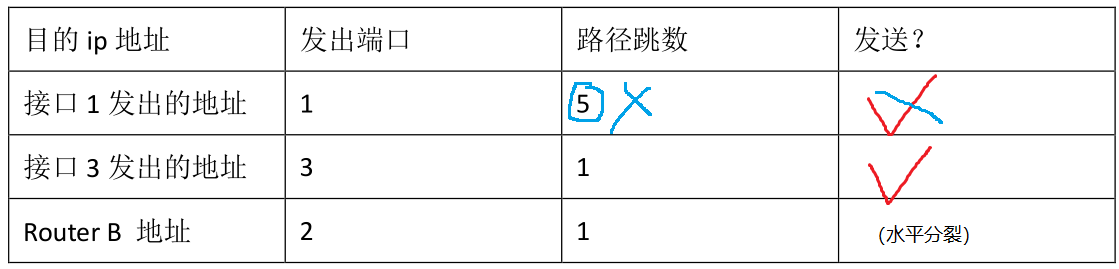 目的 ip 地址 发出端口 路径跳数 发送？
接口 1 发出的地址 1 5
接口 3 发出的地址 3 1
Router B 地址 2 1 (水平分裂)